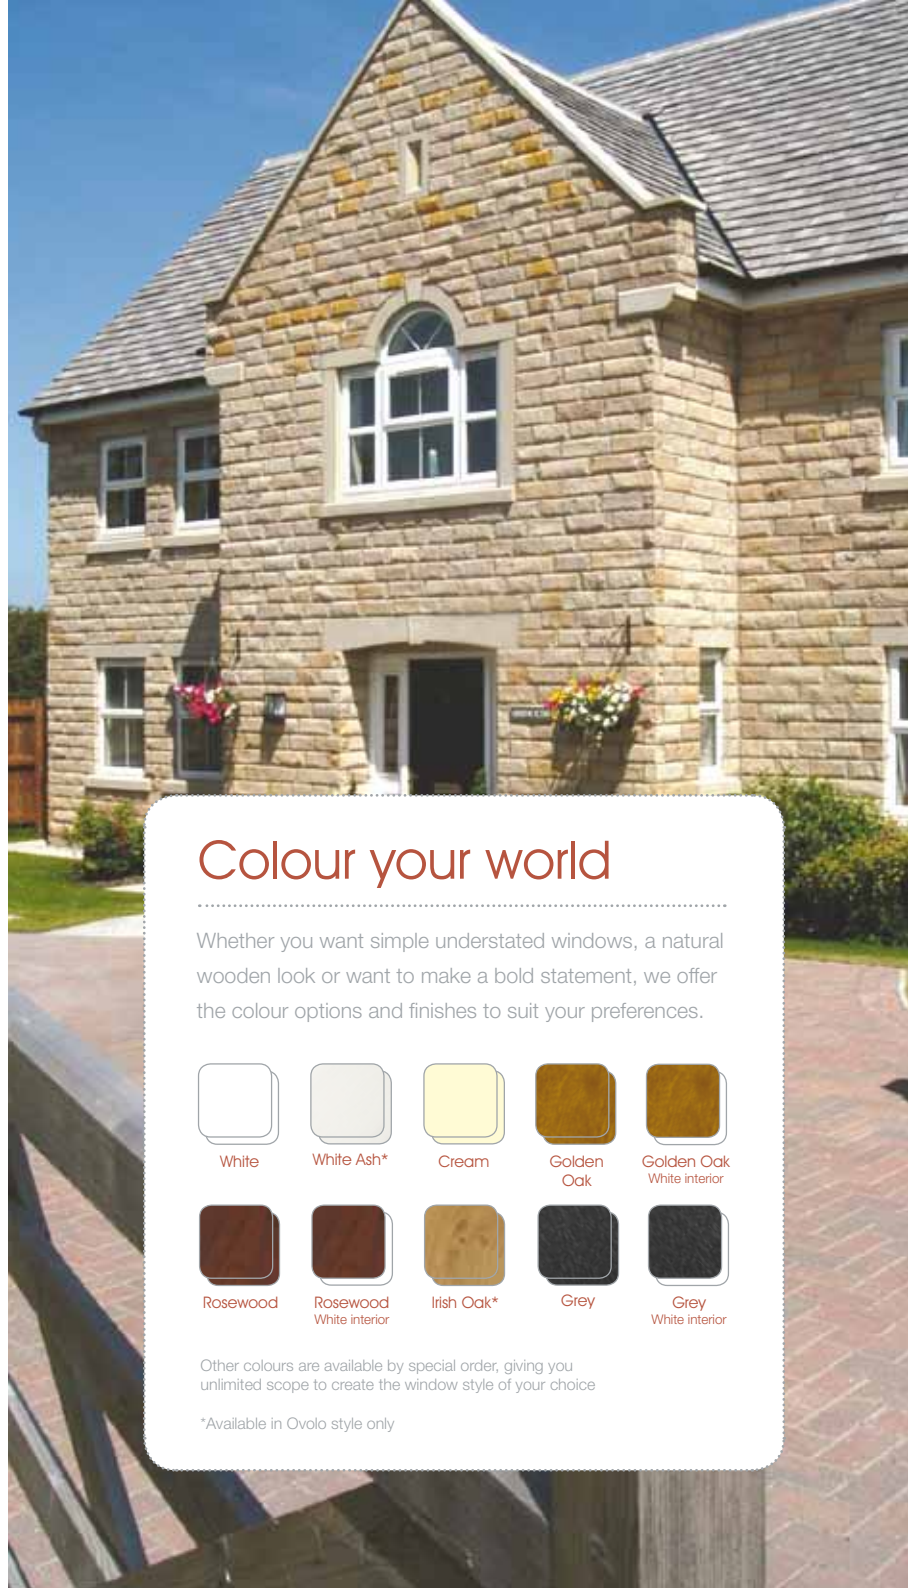 Colour your world
Whether you want simple understated windows, a natural
wooden look or want to make a bold statement, we offer
the colour options and finishes to suit your preferences.
White
White Ash*
Cream
Golden
Oak
Golden Oak
White interior
Rosewood
Rosewood
White interior
Irish Oak*
Grey
Grey
White interior
Other colours are available by special order, giving you
unlimited scope to create the window style of your choice
*Available in Ovolo style only